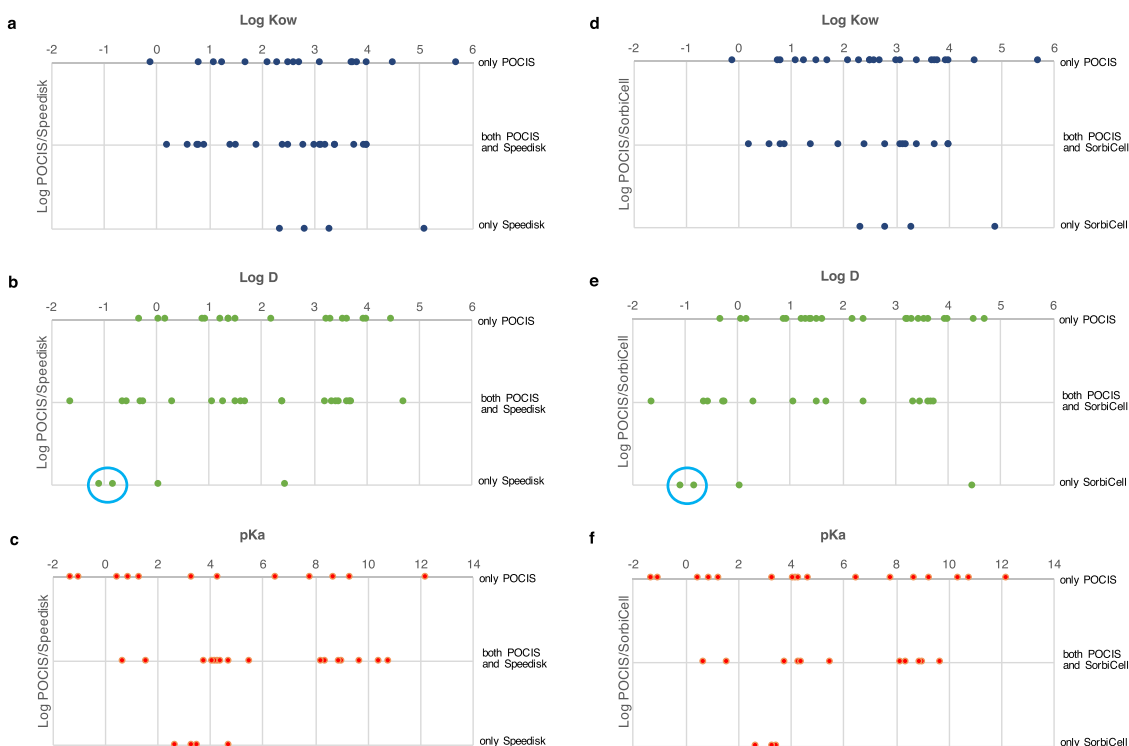 a
Log Kow
-2 -1 0 1 2 3 4 5 6
only POCIS
both POCIS
and Speedisk
only Speedisk
Log POCIS/Speedisk
d
Log Kow
-2 -1 0 1 2 3 4 5 6
only POCIS
both POCIS
and SorbiCell
only SorbiCell
Log POCIS/SorbiCell
b
Log D
-2 -1 0 1 2 3 4 5 6
only POCIS
both POCIS
and Speedisk
only Speedisk
Log POCIS/Speedisk
e
Log D
-2 -1 0 1 2 3 4 5 6
only POCIS
both POCIS
and SorbiCell
only SorbiCell
Log POCIS/SorbiCell
c
pKa
-2 0 2 4 6 8 10 12 14
only POCIS
both POCIS
and Speedisk
only Speedisk
Log POCIS/Speedisk
f
pKa
-2 0 2 4 6 8 10 12 14
only POCIS
both POCIS
and SorbiCell
only SorbiCell
Log POCIS/SorbiCell